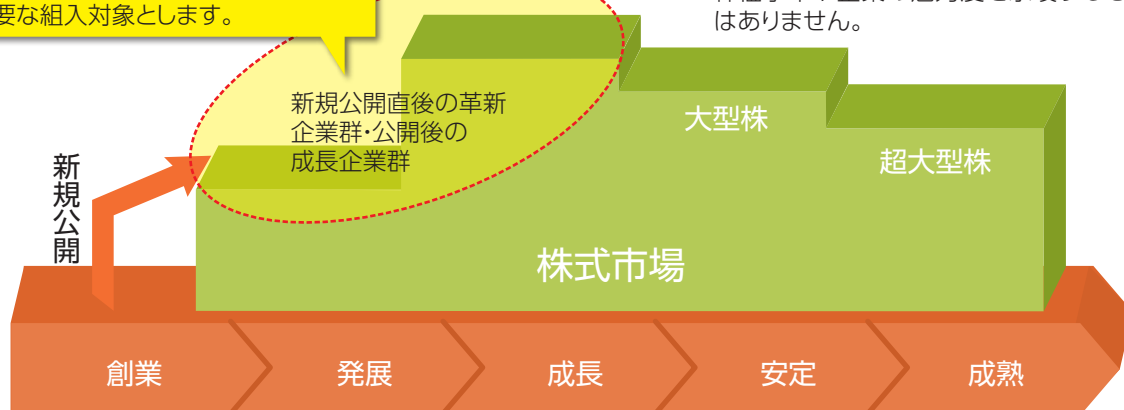 要な組入対象とします。
はありません。
新規公開直後の革新
企業群・公開後の
成長企業群
大型株
超大型株
新規公開
株式市場
創業
発展
成長
安定
成熟